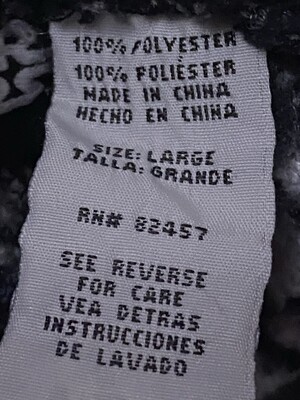 100% POLYESTER
100% POLIÉSTER
MADE IN CHINA
HECHO EN CHINA
SIZE: LARGE
TALLA: GRANDE
RN# 82457
SEE REVERSE
FOR CARE
VEA DETRAS
INSTRUCCIONES
DE LAVADO